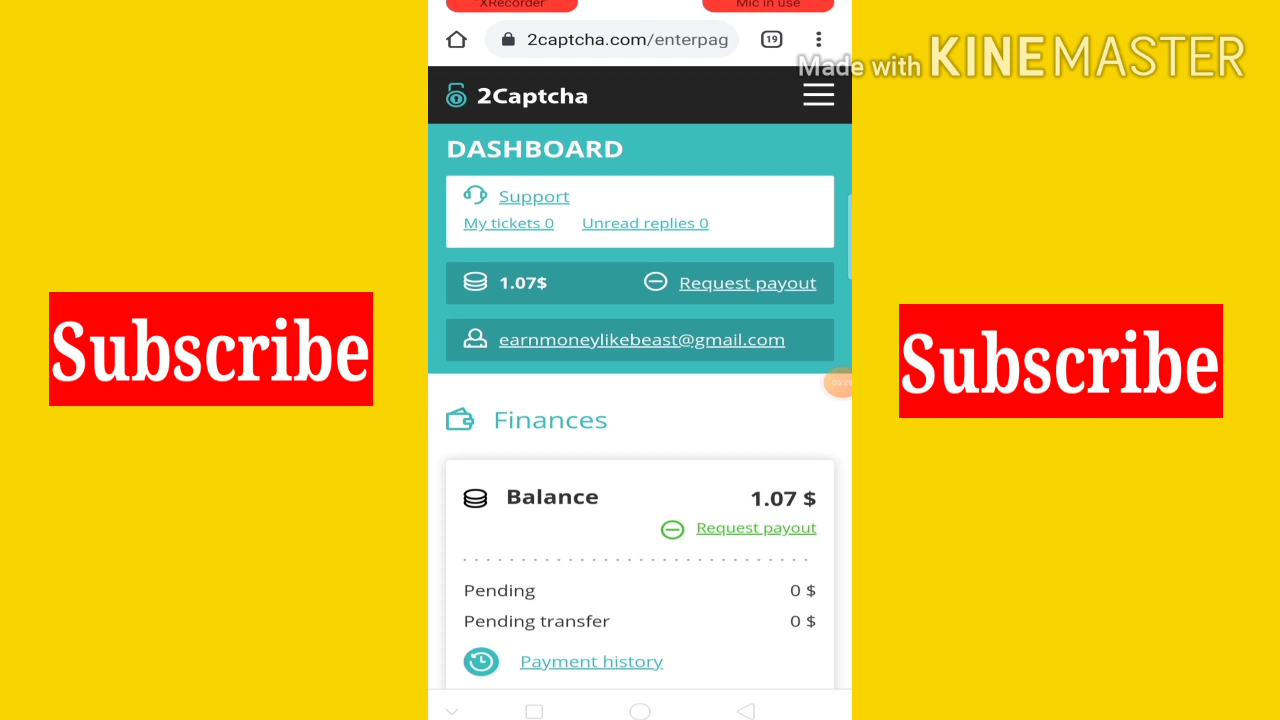 XRecorder
Mic in use
2captcha.com/enterpag
19
Made with KINEMASTER
2Captcha
DASHBOARD
Support
My tickets 0
Unread replies 0
1.07$
Request payout
earnmoneylikebeast@gmail.com
Subscribe
Subscribe
Finances
Balance
1.07 $
Request payout
Pending
0 $
Pending transfer
0 $
Payment history